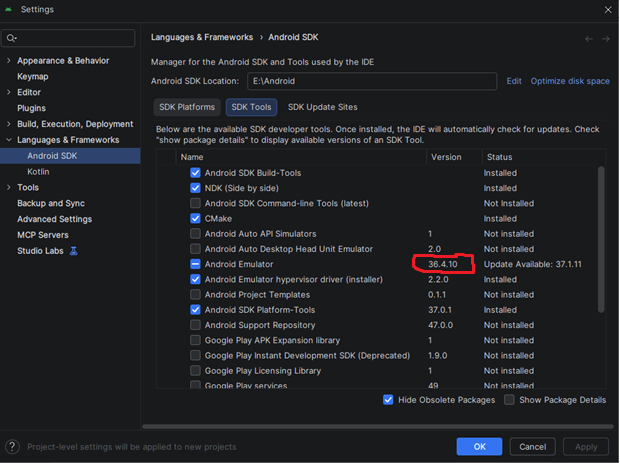 Settings
Languages & Frameworks › Android SDK
Manager for the Android SDK and Tools used by the IDE
Android SDK Location: E:\Android Edit Optimize disk space
SDK Platforms SDK Tools SDK Update Sites
Below are the available SDK developer tools. Once installed, the IDE will automatically check for updates. Check
"show package details" to display available versions of an SDK Tool.
Appearance & Behavior
Keymap
Editor
Plugins
Build, Execution, Deployment
Languages & Frameworks
Android SDK
Kotlin
Tools
Backup and Sync
Advanced Settings
MCP Servers
Studio Labs
Name Version Status
Android SDK Build-Tools Installed
NDK (Side by side) Installed
Android SDK Command-line Tools (latest) Not Installed
CMake Installed
Android Auto API Simulators 1 Not installed
Android Auto Desktop Head Unit Emulator 2.0 Not installed
Android Emulator 36.4.10 Update Available: 37.1.11
Android Emulator hypervisor driver (installer) 2.2.0 Installed
Android Project Templates 0.1.1 Not installed
Android SDK Platform-Tools 37.0.1 Installed
Android Support Repository 47.0.0 Not installed
Google Play APK Expansion library 1 Not installed
Google Play Instant Development SDK (Deprecated) 1.9.0 Not installed
Google Play Licensing Library 1 Not installed
Google Play services 49 Not installed
Hide Obsolete Packages Show Package Details
? Project-level settings will be applied to new projects
OK Cancel Apply